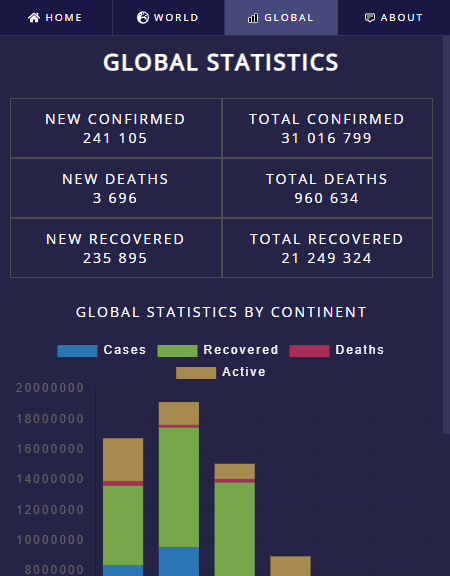 HOME WORLD GLOBAL ABOUT
GLOBAL STATISTICS
NEW CONFIRMED TOTAL CONFIRMED
241 105 31 016 799
NEW DEATHS TOTAL DEATHS
3 696 960 634
NEW RECOVERED TOTAL RECOVERED
235 895 21 249 324
GLOBAL STATISTICS BY CONTINENT
Cases Recovered Deaths
Active
20000000
18000000
16000000
14000000
12000000
10000000
8000000